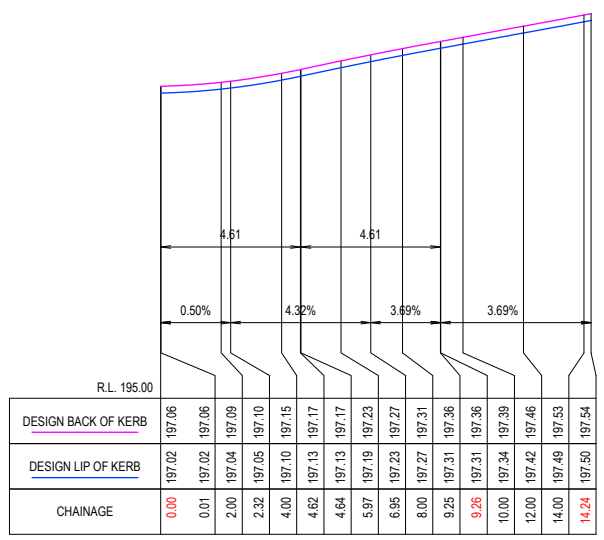 4.61 4.61
0.50% 4.32% 3.69% 3.69%
R.L. 195.00
DESIGN BACK OF KERB 197.06 197.06 197.09 197.10 197.15 197.17 197.17 197.23 197.27 197.31 197.36 197.36 197.39 197.46 197.53 197.54
DESIGN LIP OF KERB 197.02 197.02 197.04 197.05 197.10 197.13 197.13 197.19 197.23 197.27 197.31 197.31 197.34 197.42 197.49 197.50
CHAINAGE 0.00 0.01 2.00 2.32 4.00 4.62 4.64 5.97 6.95 8.00 9.25 9.26 10.00 12.00 14.00 14.24